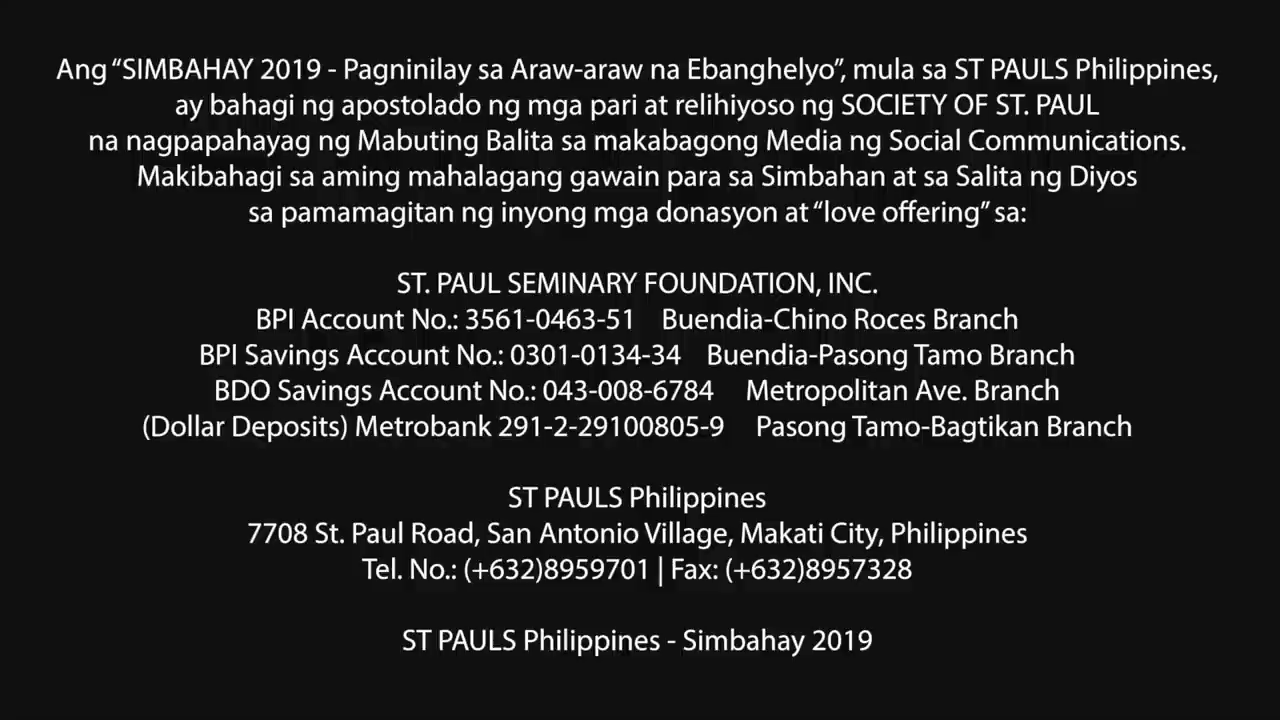 Ang “SIMBAHAY 2019 - Pagninilay sa Araw-araw na Ebanghelyo”, mula sa ST PAULS Philippines,
ay bahagi ng apostolado ng mga pari at relihiyoso ng SOCIETY OF ST. PAUL
na nagpapahayag ng Mabuting Balita sa makabagong Media ng Social Communications.
Makibahagi sa aming mahalagang gawain para sa Simbahan at sa Salita ng Diyos
sa pamamagitan ng inyong mga donasyon at “love offering” sa:
ST. PAUL SEMINARY FOUNDATION, INC.
BPI Account No.: 3561-0463-51 Buendia-Chino Roces Branch
BPI Savings Account No.: 0301-0134-34 Buendia-Pasong Tamo Branch
BDO Savings Account No.: 043-008-6784 Metropolitan Ave. Branch
(Dollar Deposits) Metrobank 291-2-29100805-9 Pasong Tamo-Bagtikan Branch
ST PAULS Philippines
7708 St. Paul Road, San Antonio Village, Makati City, Philippines
Tel. No.: (+632)8959701 | Fax: (+632)8957328
ST PAULS Philippines - Simbahay 2019